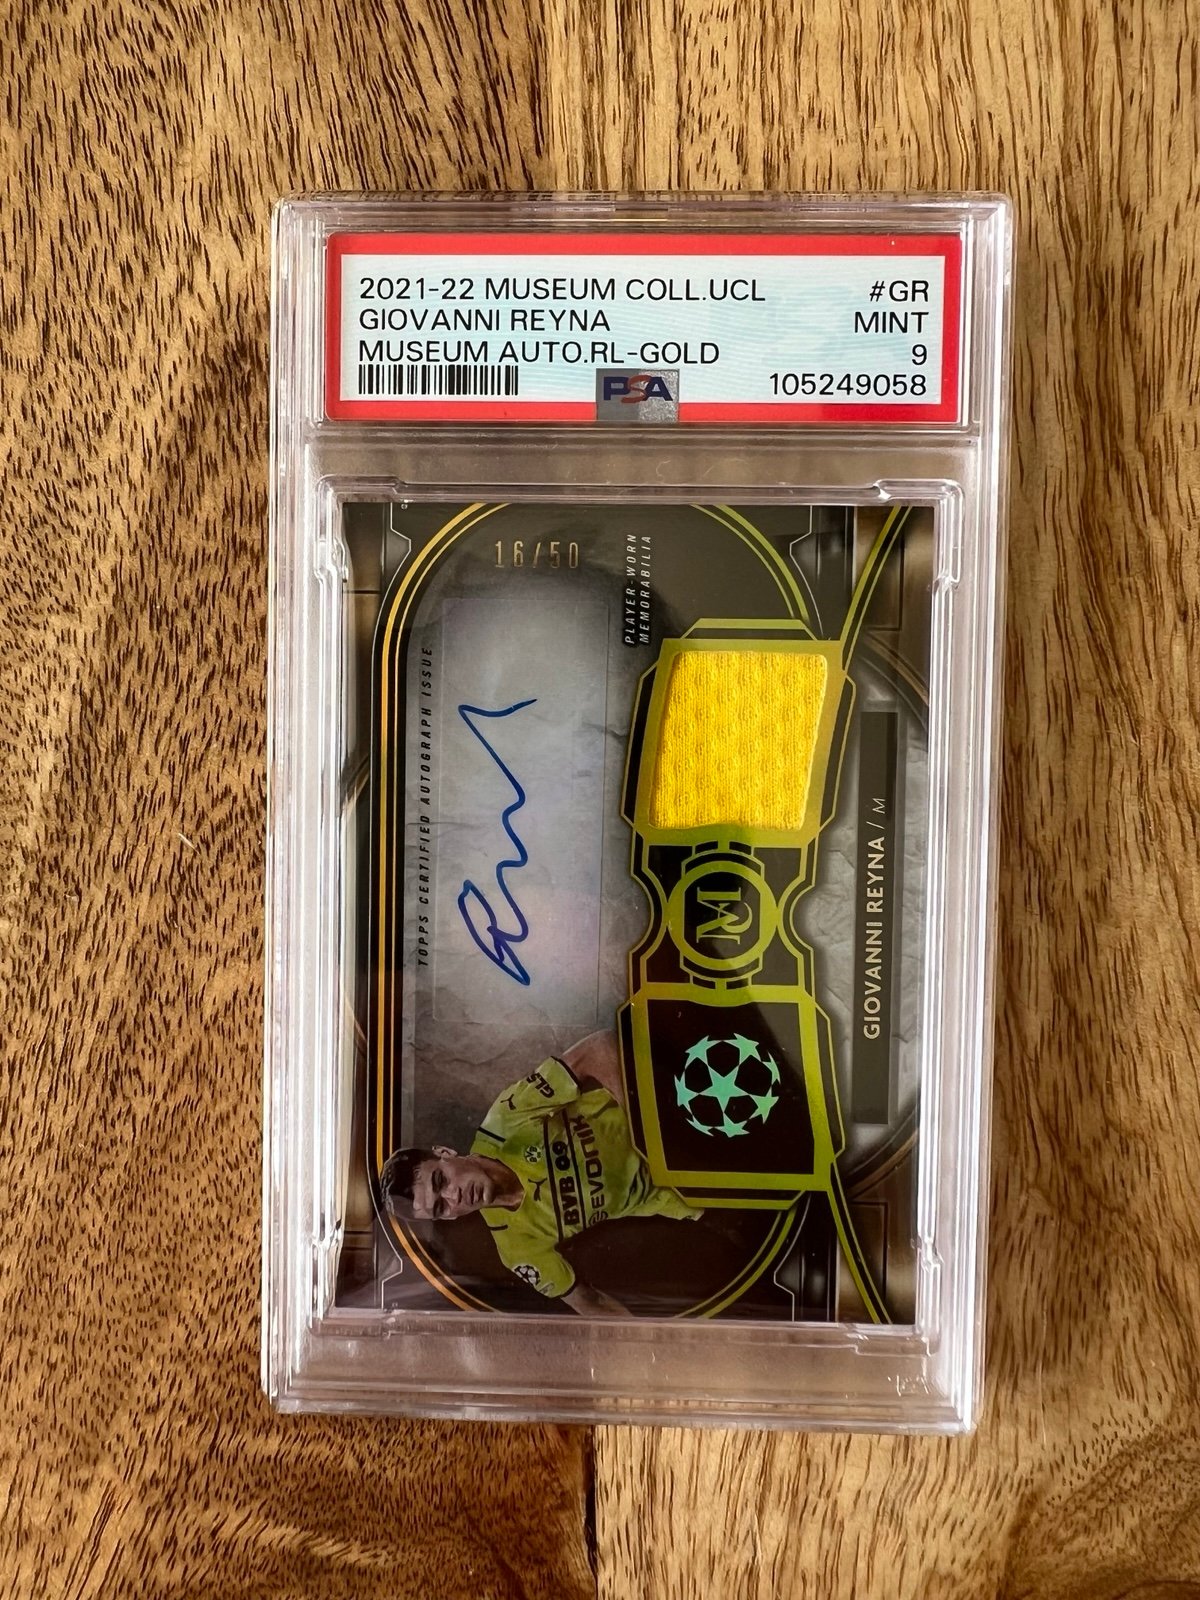 2021-22 MUSEUM COLL.UCL #GR
GIOVANNI REYNA MINT
MUSEUM AUTO.RL-GOLD 9
PSA 105249058
16/50
PLAYER-WORN
MEMORABILIA
TOPPS CERTIFIED AUTOGRAPH ISSUE
GIOVANNI REYNA / M
GLS
BVB 09
EVONIK